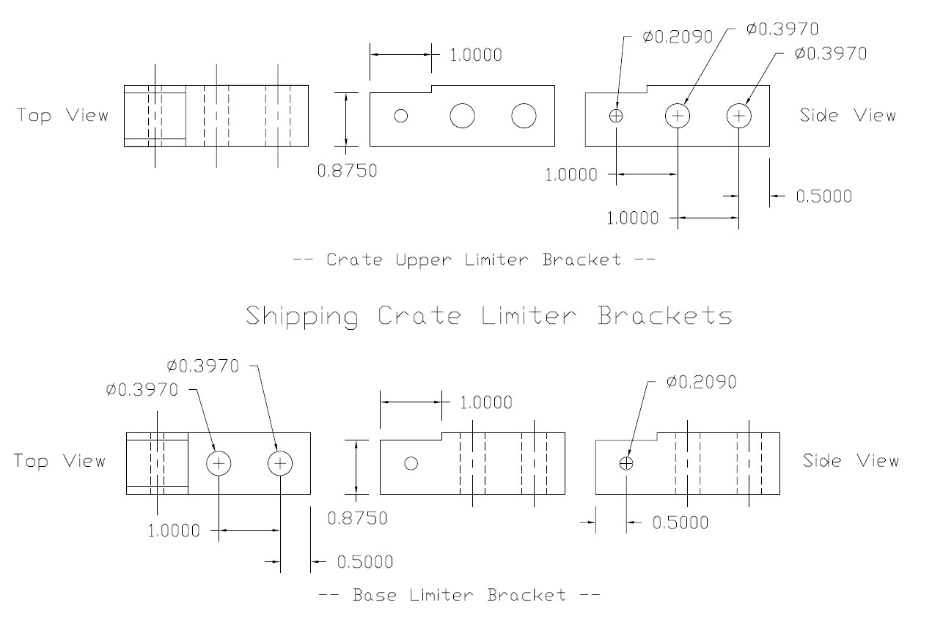 Ø0.3970
Ø0.2090
1.0000
Ø0.3970
Top View
Side View
0.8750
1.0000
0.5000
1.0000
-- Crate Upper Limiter Bracket --
Shipping Crate Limiter Brackets
Ø0.3970
Ø0.3970
Ø0.2090
1.0000
Top View
Side View
0.8750
0.5000
1.0000
0.5000
-- Base Limiter Bracket --